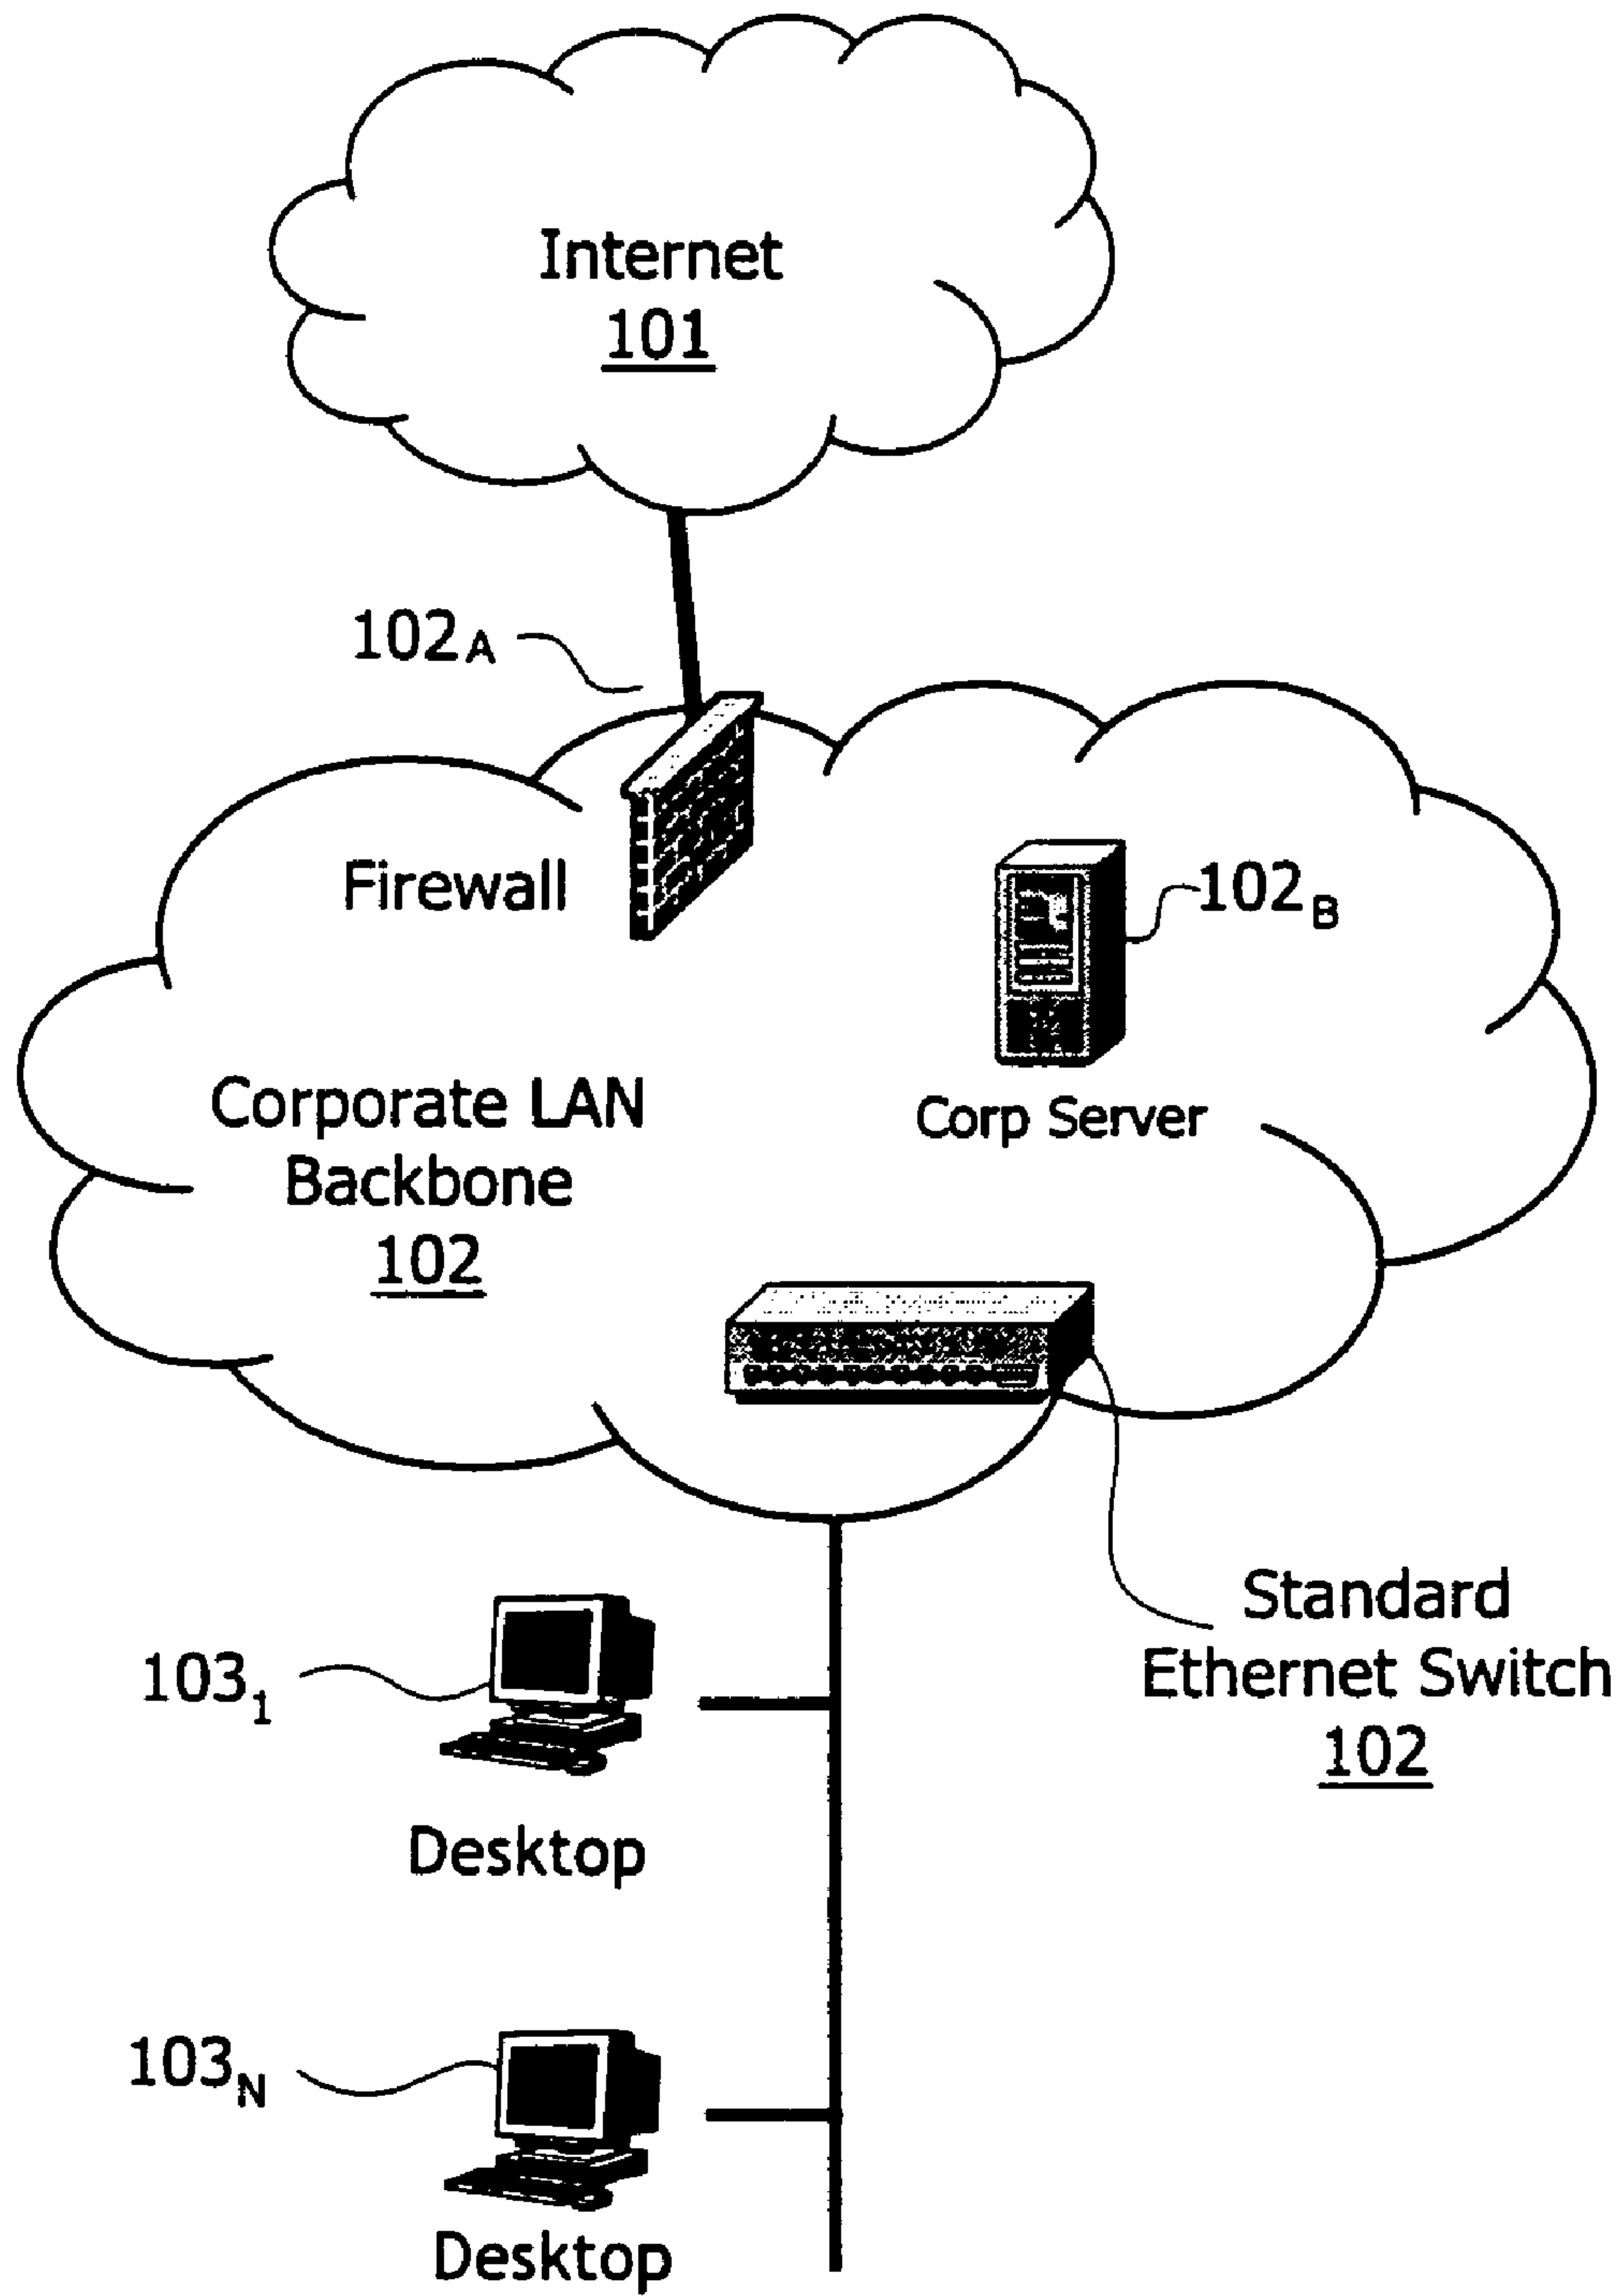 Internet
101
102A
Firewall
102B
Corporate LAN
Backbone
102
Corp Server
Standard
Ethernet Switch
102
1031
Desktop
103N
Desktop